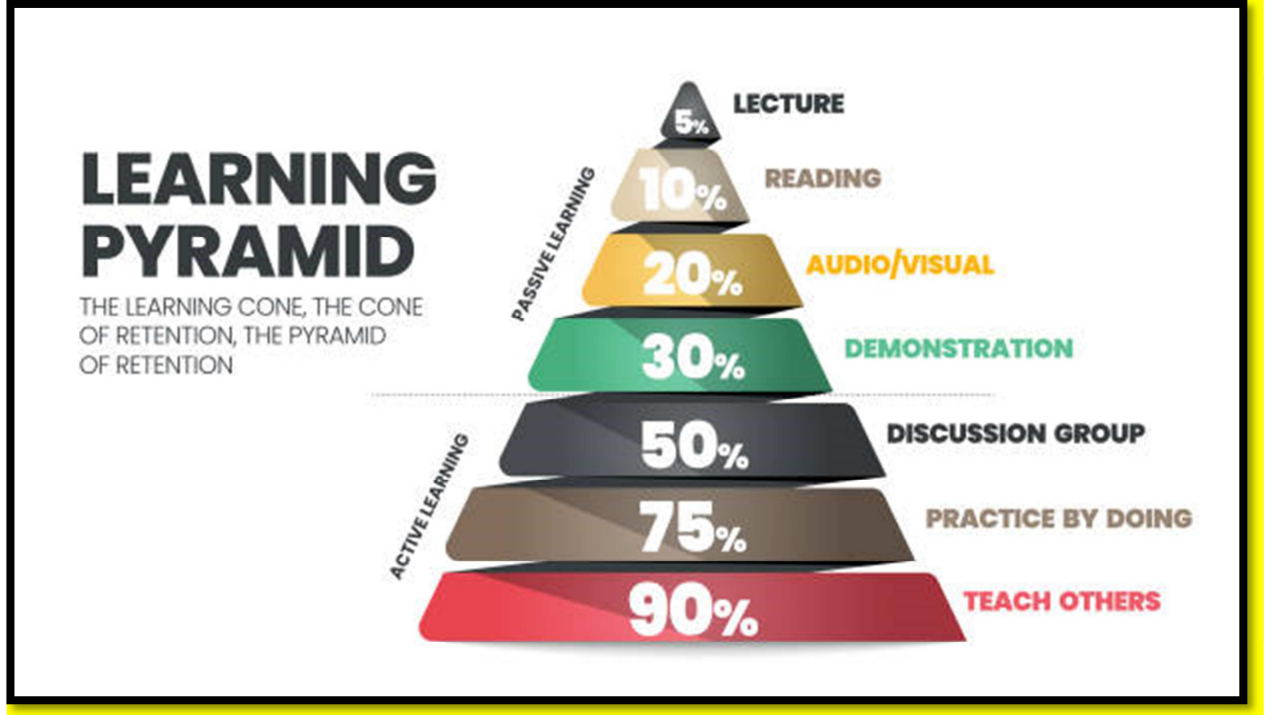 LEARNING
PYRAMID
THE LEARNING CONE, THE CONE
OF RETENTION, THE PYRAMID
OF RETENTION
PASSIVE LEARNING
5% LECTURE
10% READING
20% AUDIO/VISUAL
30% DEMONSTRATION
ACTIVE LEARNING
50% DISCUSSION GROUP
75% PRACTICE BY DOING
90% TEACH OTHERS